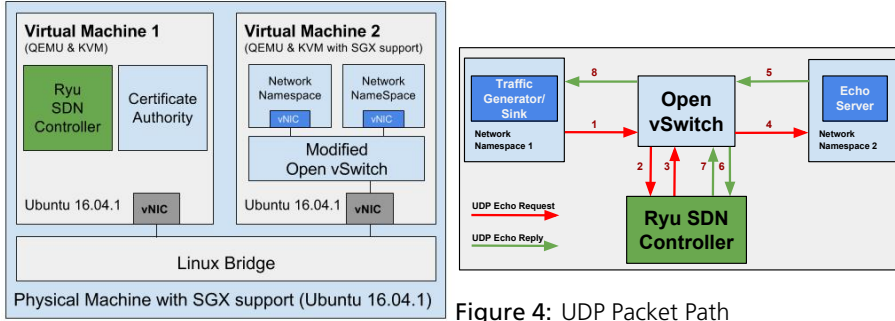 Virtual Machine 1
(QEMU & KVM)
Ryu
SDN
Controller
Certificate
Authority
Ubuntu 16.04.1
vNIC
Virtual Machine 2
(QEMU & KVM with SGX support)
Network
Namespace
vNIC
Network
NameSpace
vNIC
Modified
Open vSwitch
Ubuntu 16.04.1
vNIC
Linux Bridge
Physical Machine with SGX support (Ubuntu 16.04.1)
Traffic
Generator/
Sink
Network
Namespace 1
8
1
Open
vSwitch
5
4
Echo
Server
Network
Namespace 2
2
3
7
6
UDP Echo Request
UDP Echo Reply
Ryu SDN
Controller
Figure 4: UDP Packet Path